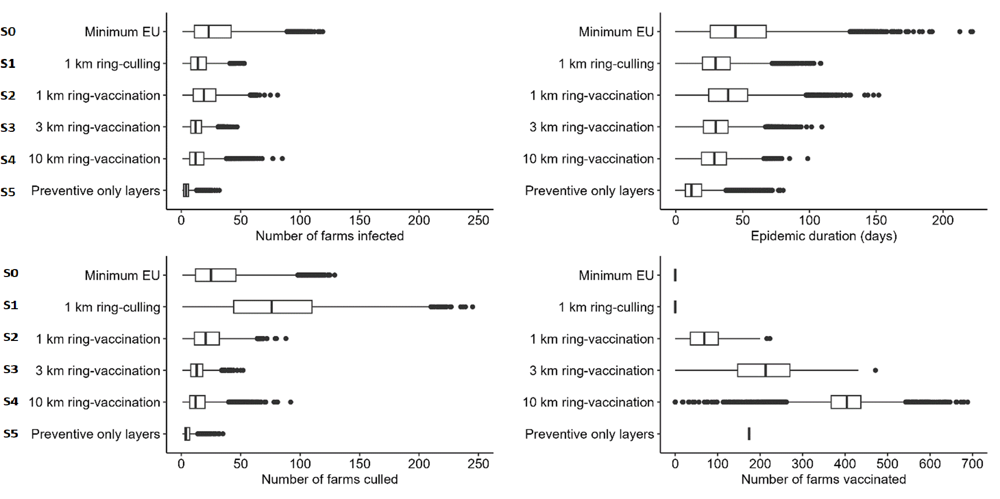 S0 Minimum EU
S1 1 km ring-culling
S2 1 km ring-vaccination
S3 3 km ring-vaccination
S4 10 km ring-vaccination
S5 Preventive only layers
0 50 100 150 200 250
Number of farms infected
Minimum EU
1 km ring-culling
1 km ring-vaccination
3 km ring-vaccination
10 km ring-vaccination
Preventive only layers
0 50 100 150 200
Epidemic duration (days)
S0 Minimum EU
S1 1 km ring-culling
S2 1 km ring-vaccination
S3 3 km ring-vaccination
S4 10 km ring-vaccination
S5 Preventive only layers
0 50 100 150 200 250
Number of farms culled
Minimum EU
1 km ring-culling
1 km ring-vaccination
3 km ring-vaccination
10 km ring-vaccination
Preventive only layers
0 100 200 300 400 500 600 700
Number of farms vaccinated